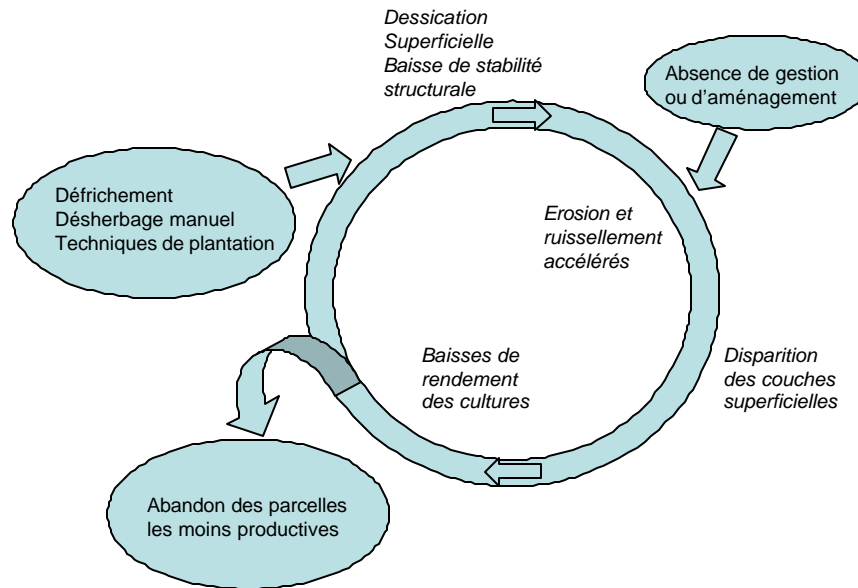 Dessication
Superficielle
Baisse de stabilité
structurale
Absence de gestion
ou d'aménagement
Défrichement
Désherbage manuel
Techniques de plantation
Erosion et
ruissellement
accélérés
Baisses de
rendement
des cultures
Disparition
des couches
superficielles
Abandon des parcelles
les moins productives